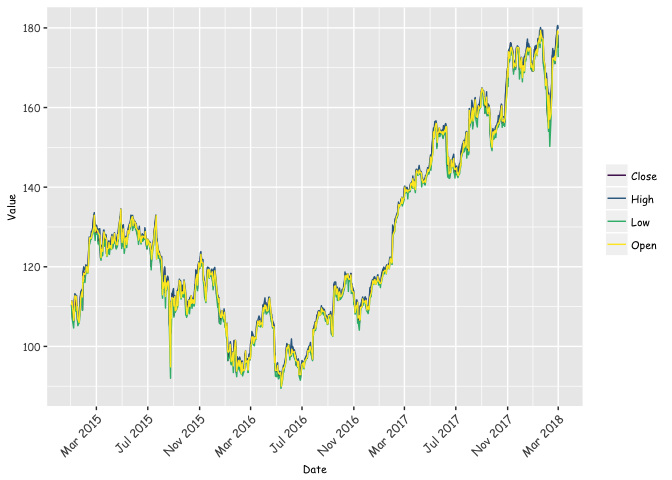 180
160
140
120
100
Value
Mar 2015
Jul 2015
Nov 2015
Mar 2016
Jul 2016
Nov 2016
Mar 2017
Jul 2017
Nov 2017
Mar 2018
Date
Close
High
Low
Open